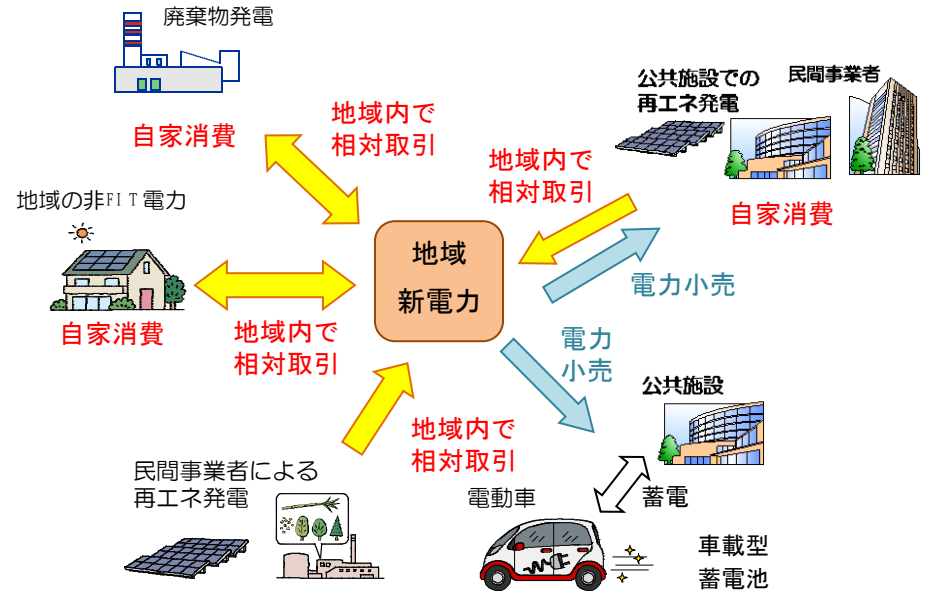 廃棄物発電
自家消費
地域内で
相対取引
公共施設での
再エネ発電
民間事業者
地域内で
相対取引
自家消費
地域の非FIT電力
自家消費
地域内で
相対取引
地域
新電力
電力小売
電力
小売
公共施設
地域内で
相対取引
民間事業者による
再エネ発電
電動車
蓄電
車載型
蓄電池